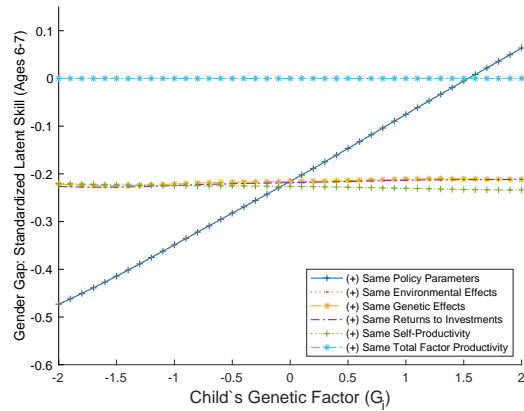 Gender Gap: Standardized Latent Skill (Ages 6-7)
0.1
0
-0.1
-0.2
-0.3
-0.4
-0.5
-0.6
(+) Same Policy Parameters
(+) Same Environmental Effects
(+) Same Genetic Effects
(+) Same Returns to Investments
(+) Same Self-Productivity
(+) Same Total Factor Productivity
-2 -1.5 -1 -0.5 0 0.5 1 1.5 2
Child`s Genetic Factor (Gi)